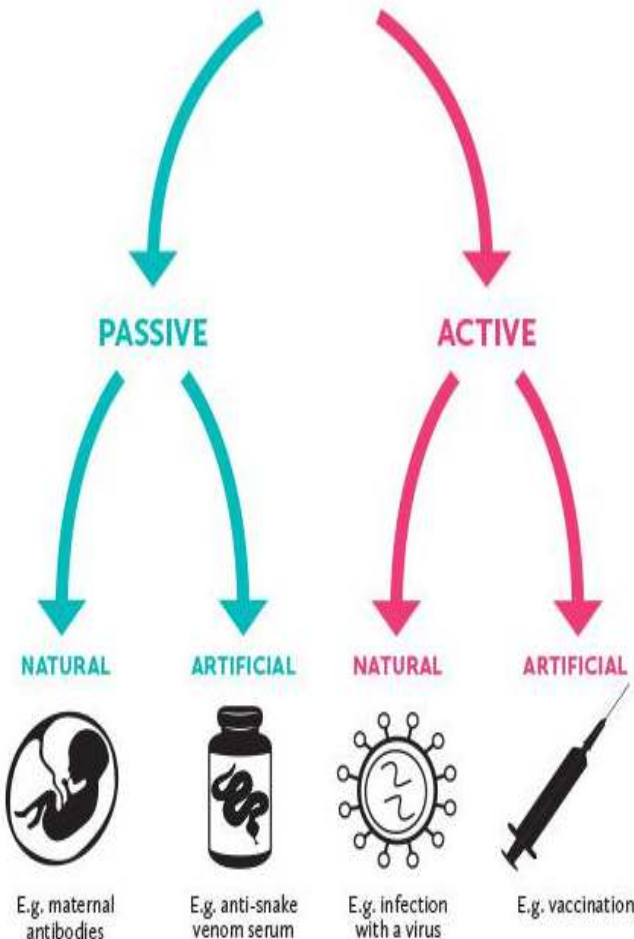 PASSIVE
ACTIVE
NATURAL
ARTIFICIAL
NATURAL
ARTIFICIAL
E.g. maternal
antibodies
E.g. anti-snake
venom serum
E.g. infection
with a virus
E.g. vaccination